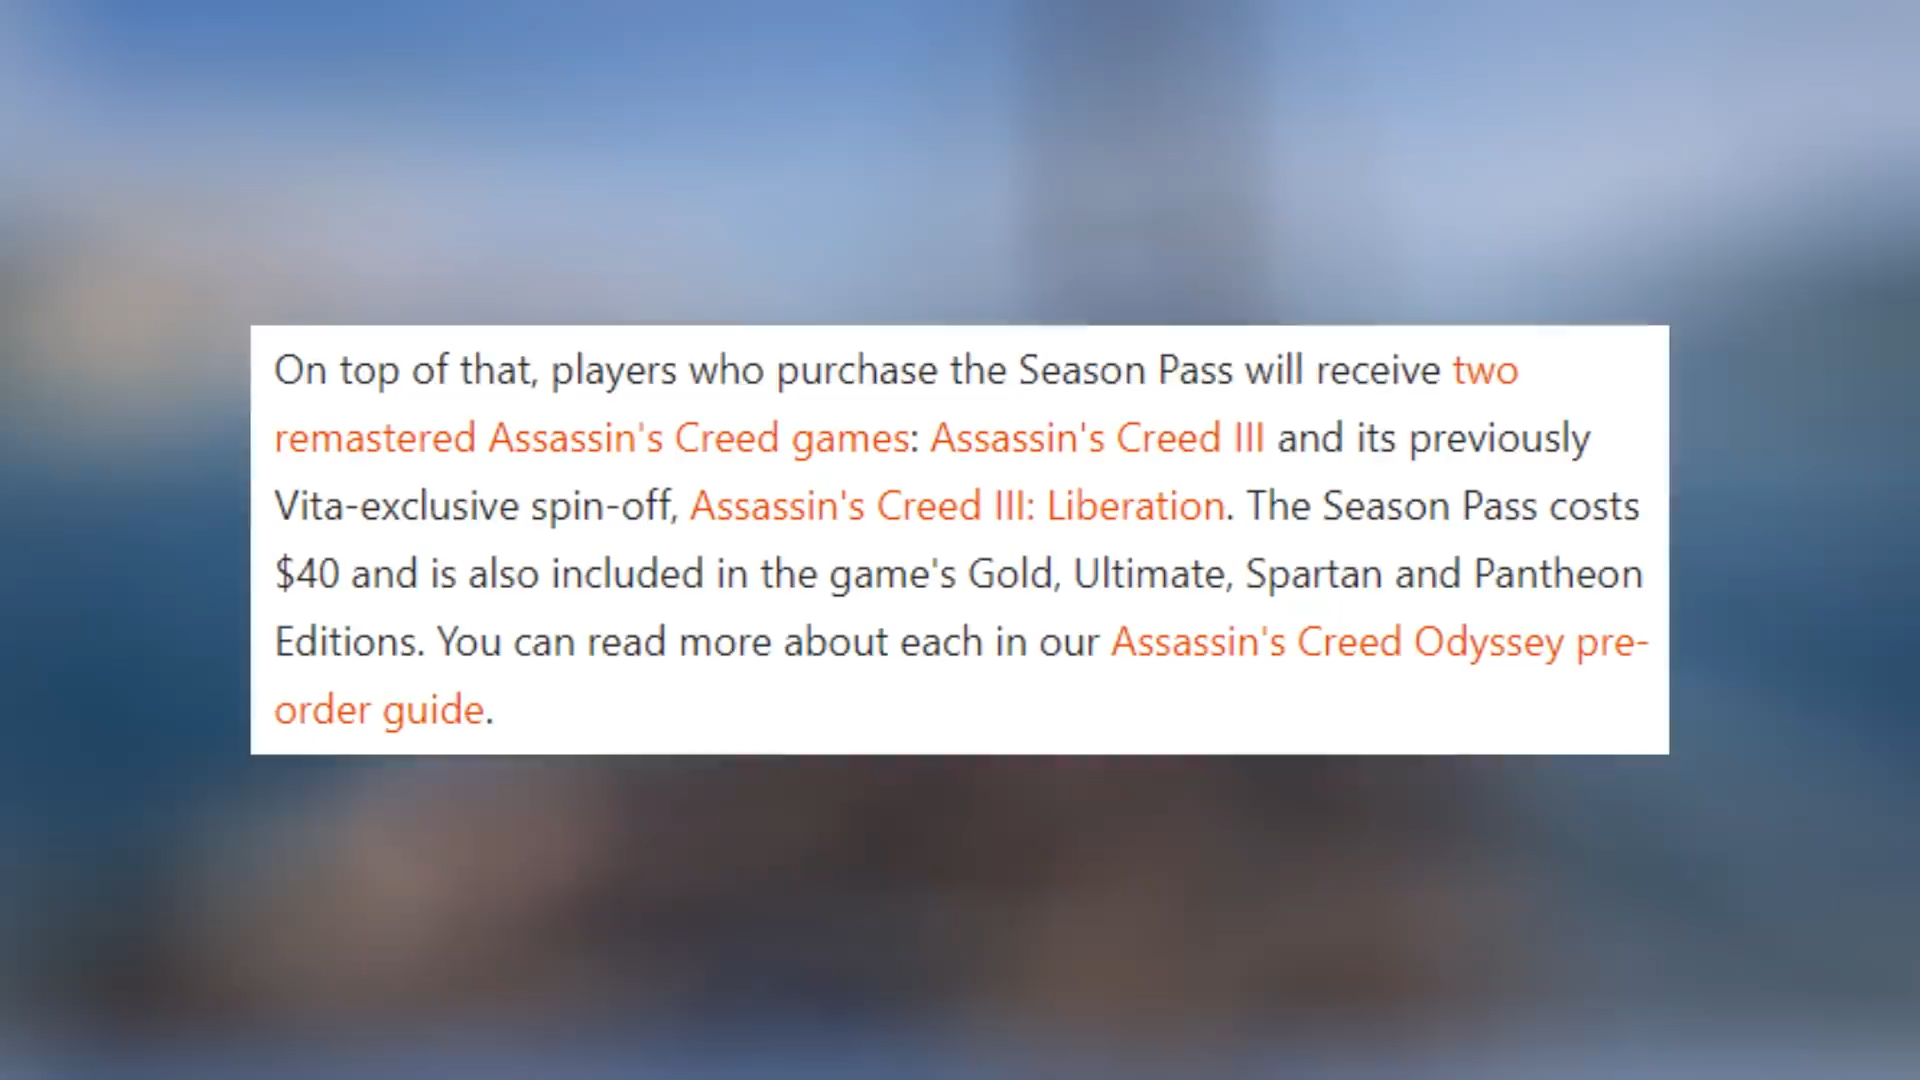 On top of that, players who purchase the Season Pass will receive two
remastered Assassin's Creed games: Assassin's Creed III and its previously
Vita-exclusive spin-off, Assassin's Creed III: Liberation. The Season Pass costs
$40 and is also included in the game's Gold, Ultimate, Spartan and Pantheon
Editions. You can read more about each in our Assassin's Creed Odyssey pre-
order guide.